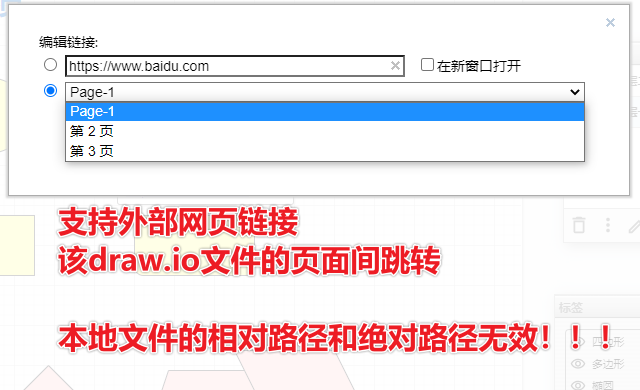 编辑链接:
https://www.baidu.com
在新窗口打开
Page-1
Page-1
第 2 页
第 3 页
支持外部网页链接
该draw.io文件的页面间跳转
本地文件的相对路径和绝对路径无效！！！
标签
四边形
多边形
椭圆